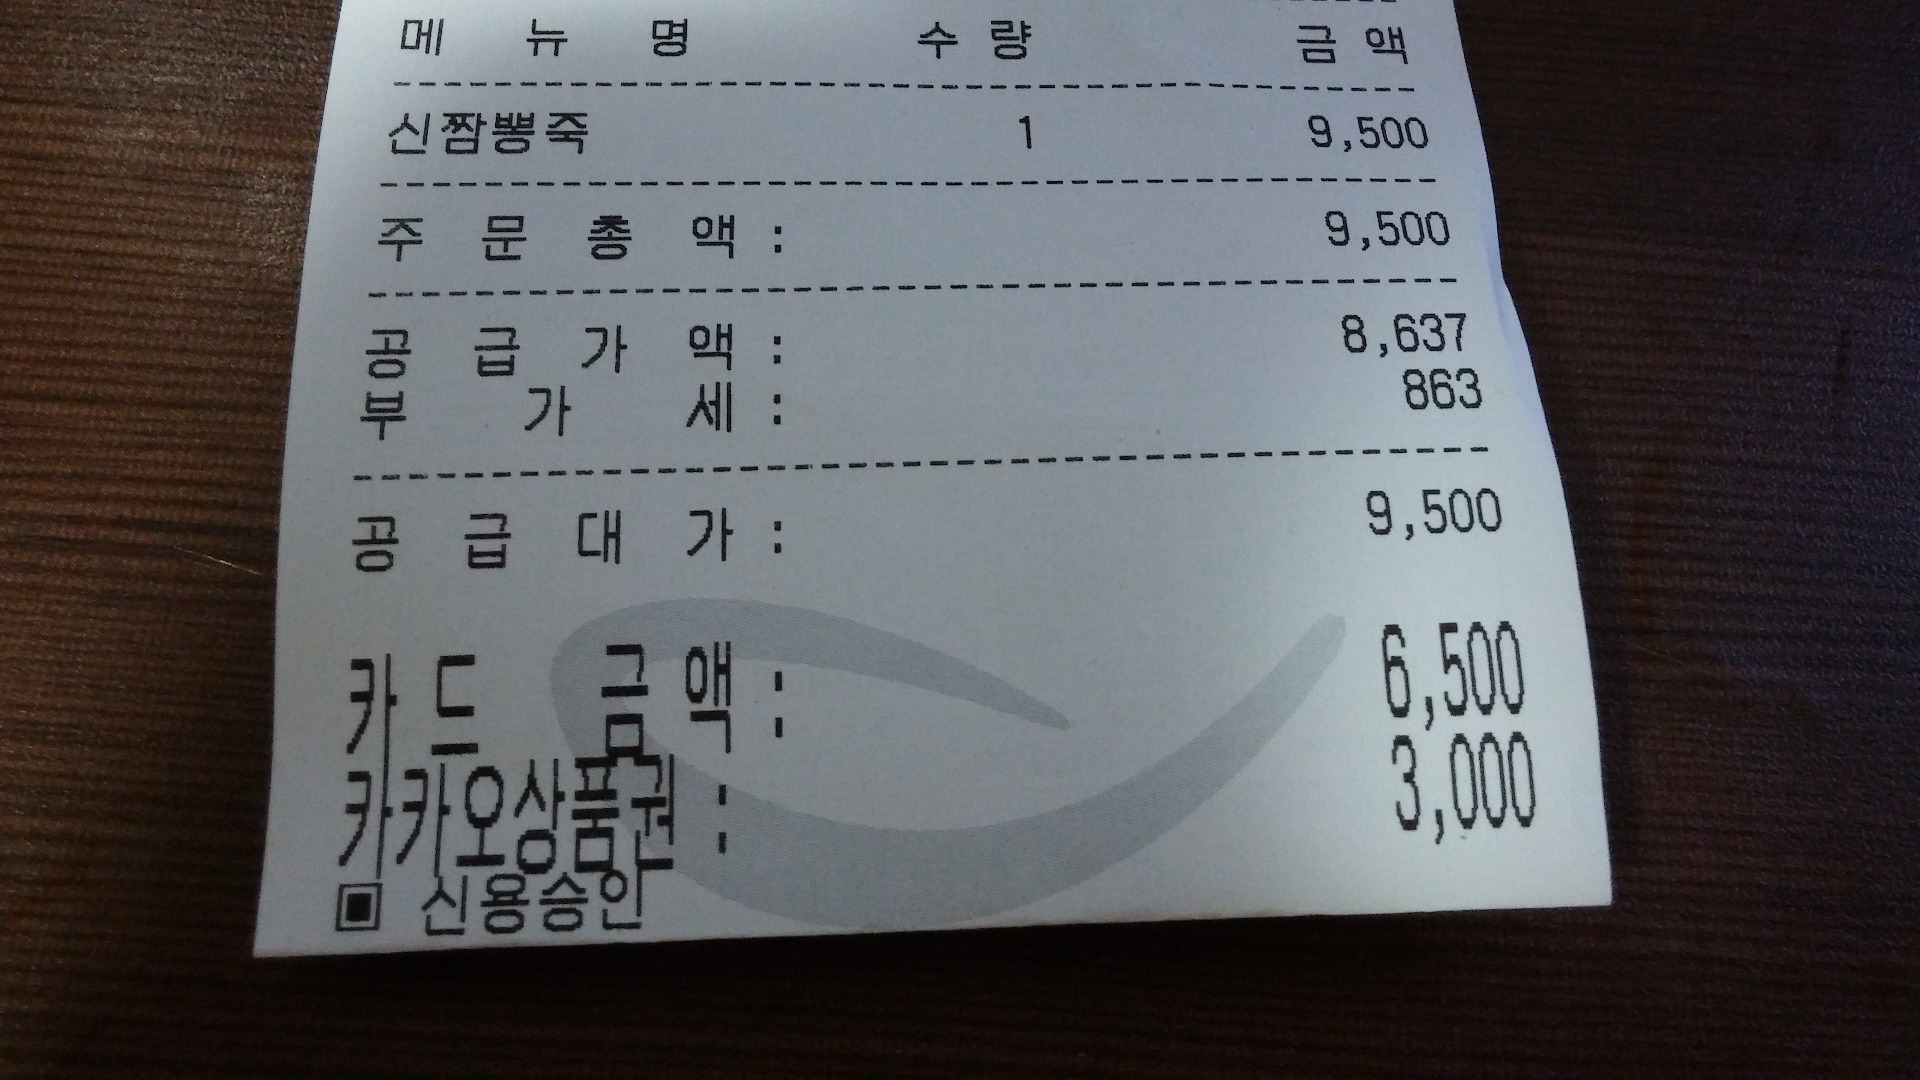 메 뉴 명 수 량 금 액
신짬뽕죽 1 9,500
주 문 총 액 : 9,500
공 급 가 액 : 8,637
부 가 세 : 863
공 급 대 가 : 9,500
카 드 금 액 : 6,500
카카오상품권 : 3,000
▣ 신용승인